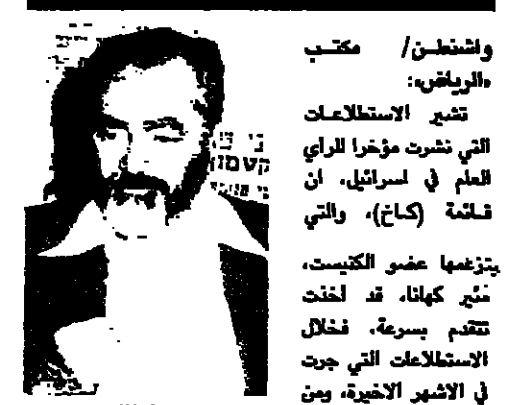 واشنطن / مكتب
«الرياض»:
تشير الاستطلاعات
التي نشرت مؤخرا للراي
العام في اسرائيل، ان
قائمة (كاخ)، والتي
يتزعمها عضو الكنيست،
مئير كهانا، قد اخذت
تتقدم بسرعة. فخلال
الاستطلاعات التي جرت
في الاشهر الاخيرة، ومن